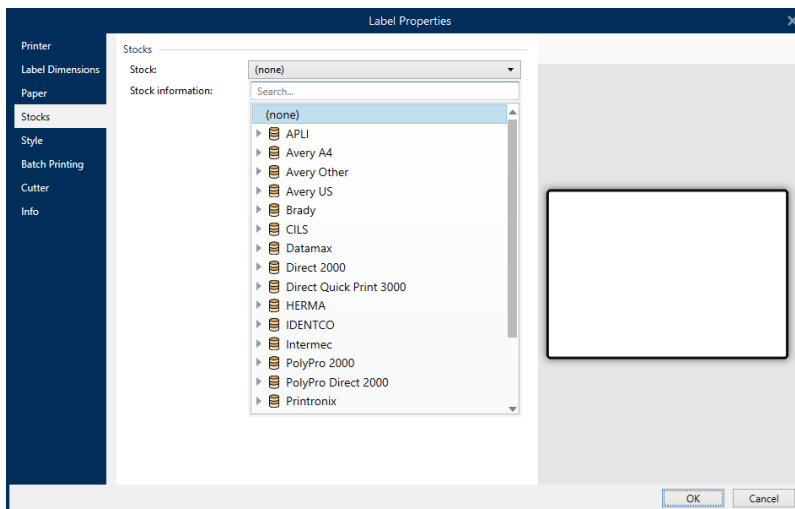 Label Properties
Printer
Label Dimensions
Paper
Stocks
Style
Batch Printing
Cutter
Info
Stocks
Stock: (none)
Stock information: Search...
(none)
APLI
Avery A4
Avery Other
Avery US
Brady
CILS
Datamax
Direct 2000
Direct Quick Print 3000
HERMA
IDENTCO
Intermec
PolyPro 2000
PolyPro Direct 2000
Printronix
OK Cancel